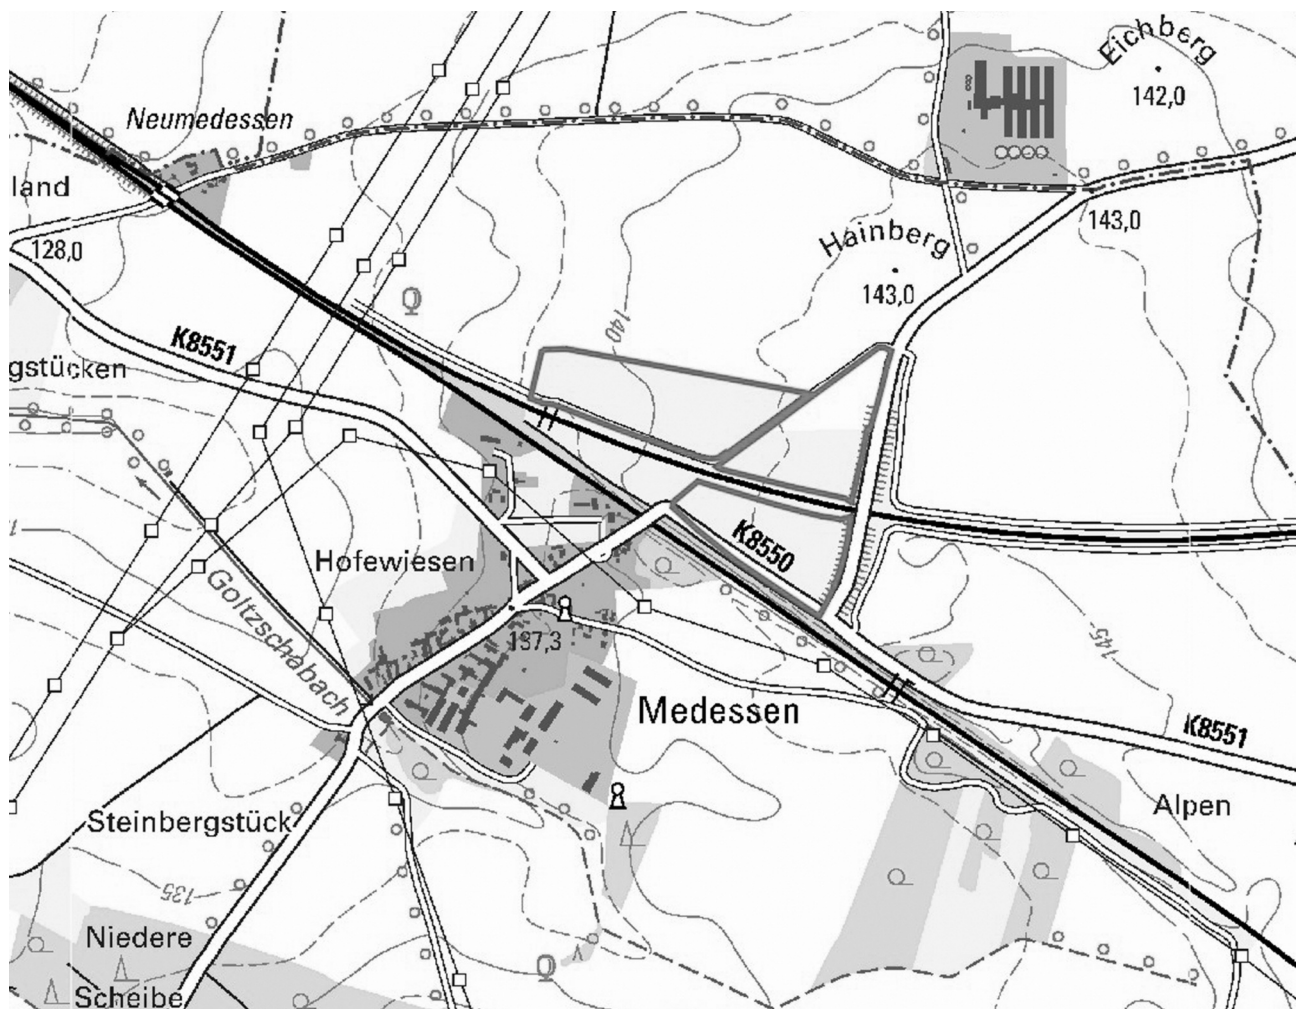 Eichberg
142,0
Neumedessen
land
128,0
143,0
Hainberg
143,0
140
K8551
gstücken
K8550
Hofewiesen
Goltzschabach
137,3
145
Medessen
K8551
Alpen
Steinbergstück
135
Niedere
Scheibe